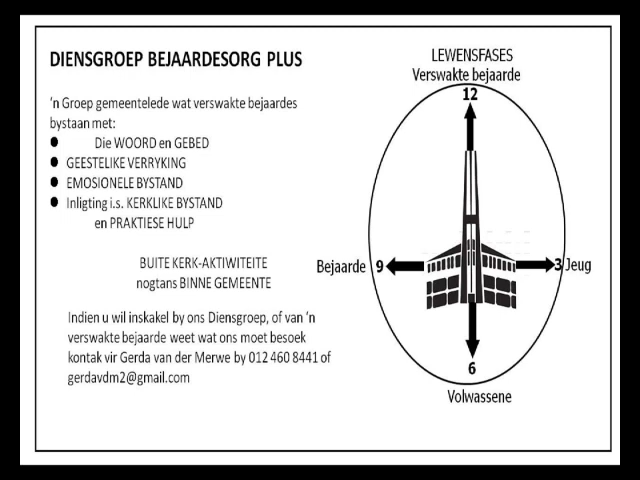 DIENSGROEP BEJAARDESORG PLUS
'n Groep gemeentelede wat verswakte bejaardes
bystaan met:
● Die WOORD en GEBED
● GEESTELIKE VERRYKING
● EMOSIONELE BYSTAND
● Inligting i.s. KERKLIKE BYSTAND
en PRAKTIESE HULP
BUITE KERK-AKTIWITEITE
nogtans BINNE GEMEENTE
Indien u wil inskakel by ons Diensgroep, of van 'n
verswakte bejaarde weet wat ons moet besoek
kontak vir Gerda van der Merwe by 012 460 8441 of
gerdavdm2@gmail.com
LEWENSFASES
Verswakte bejaarde
12
Bejaarde 9
3 Jeug
6
Volwassene